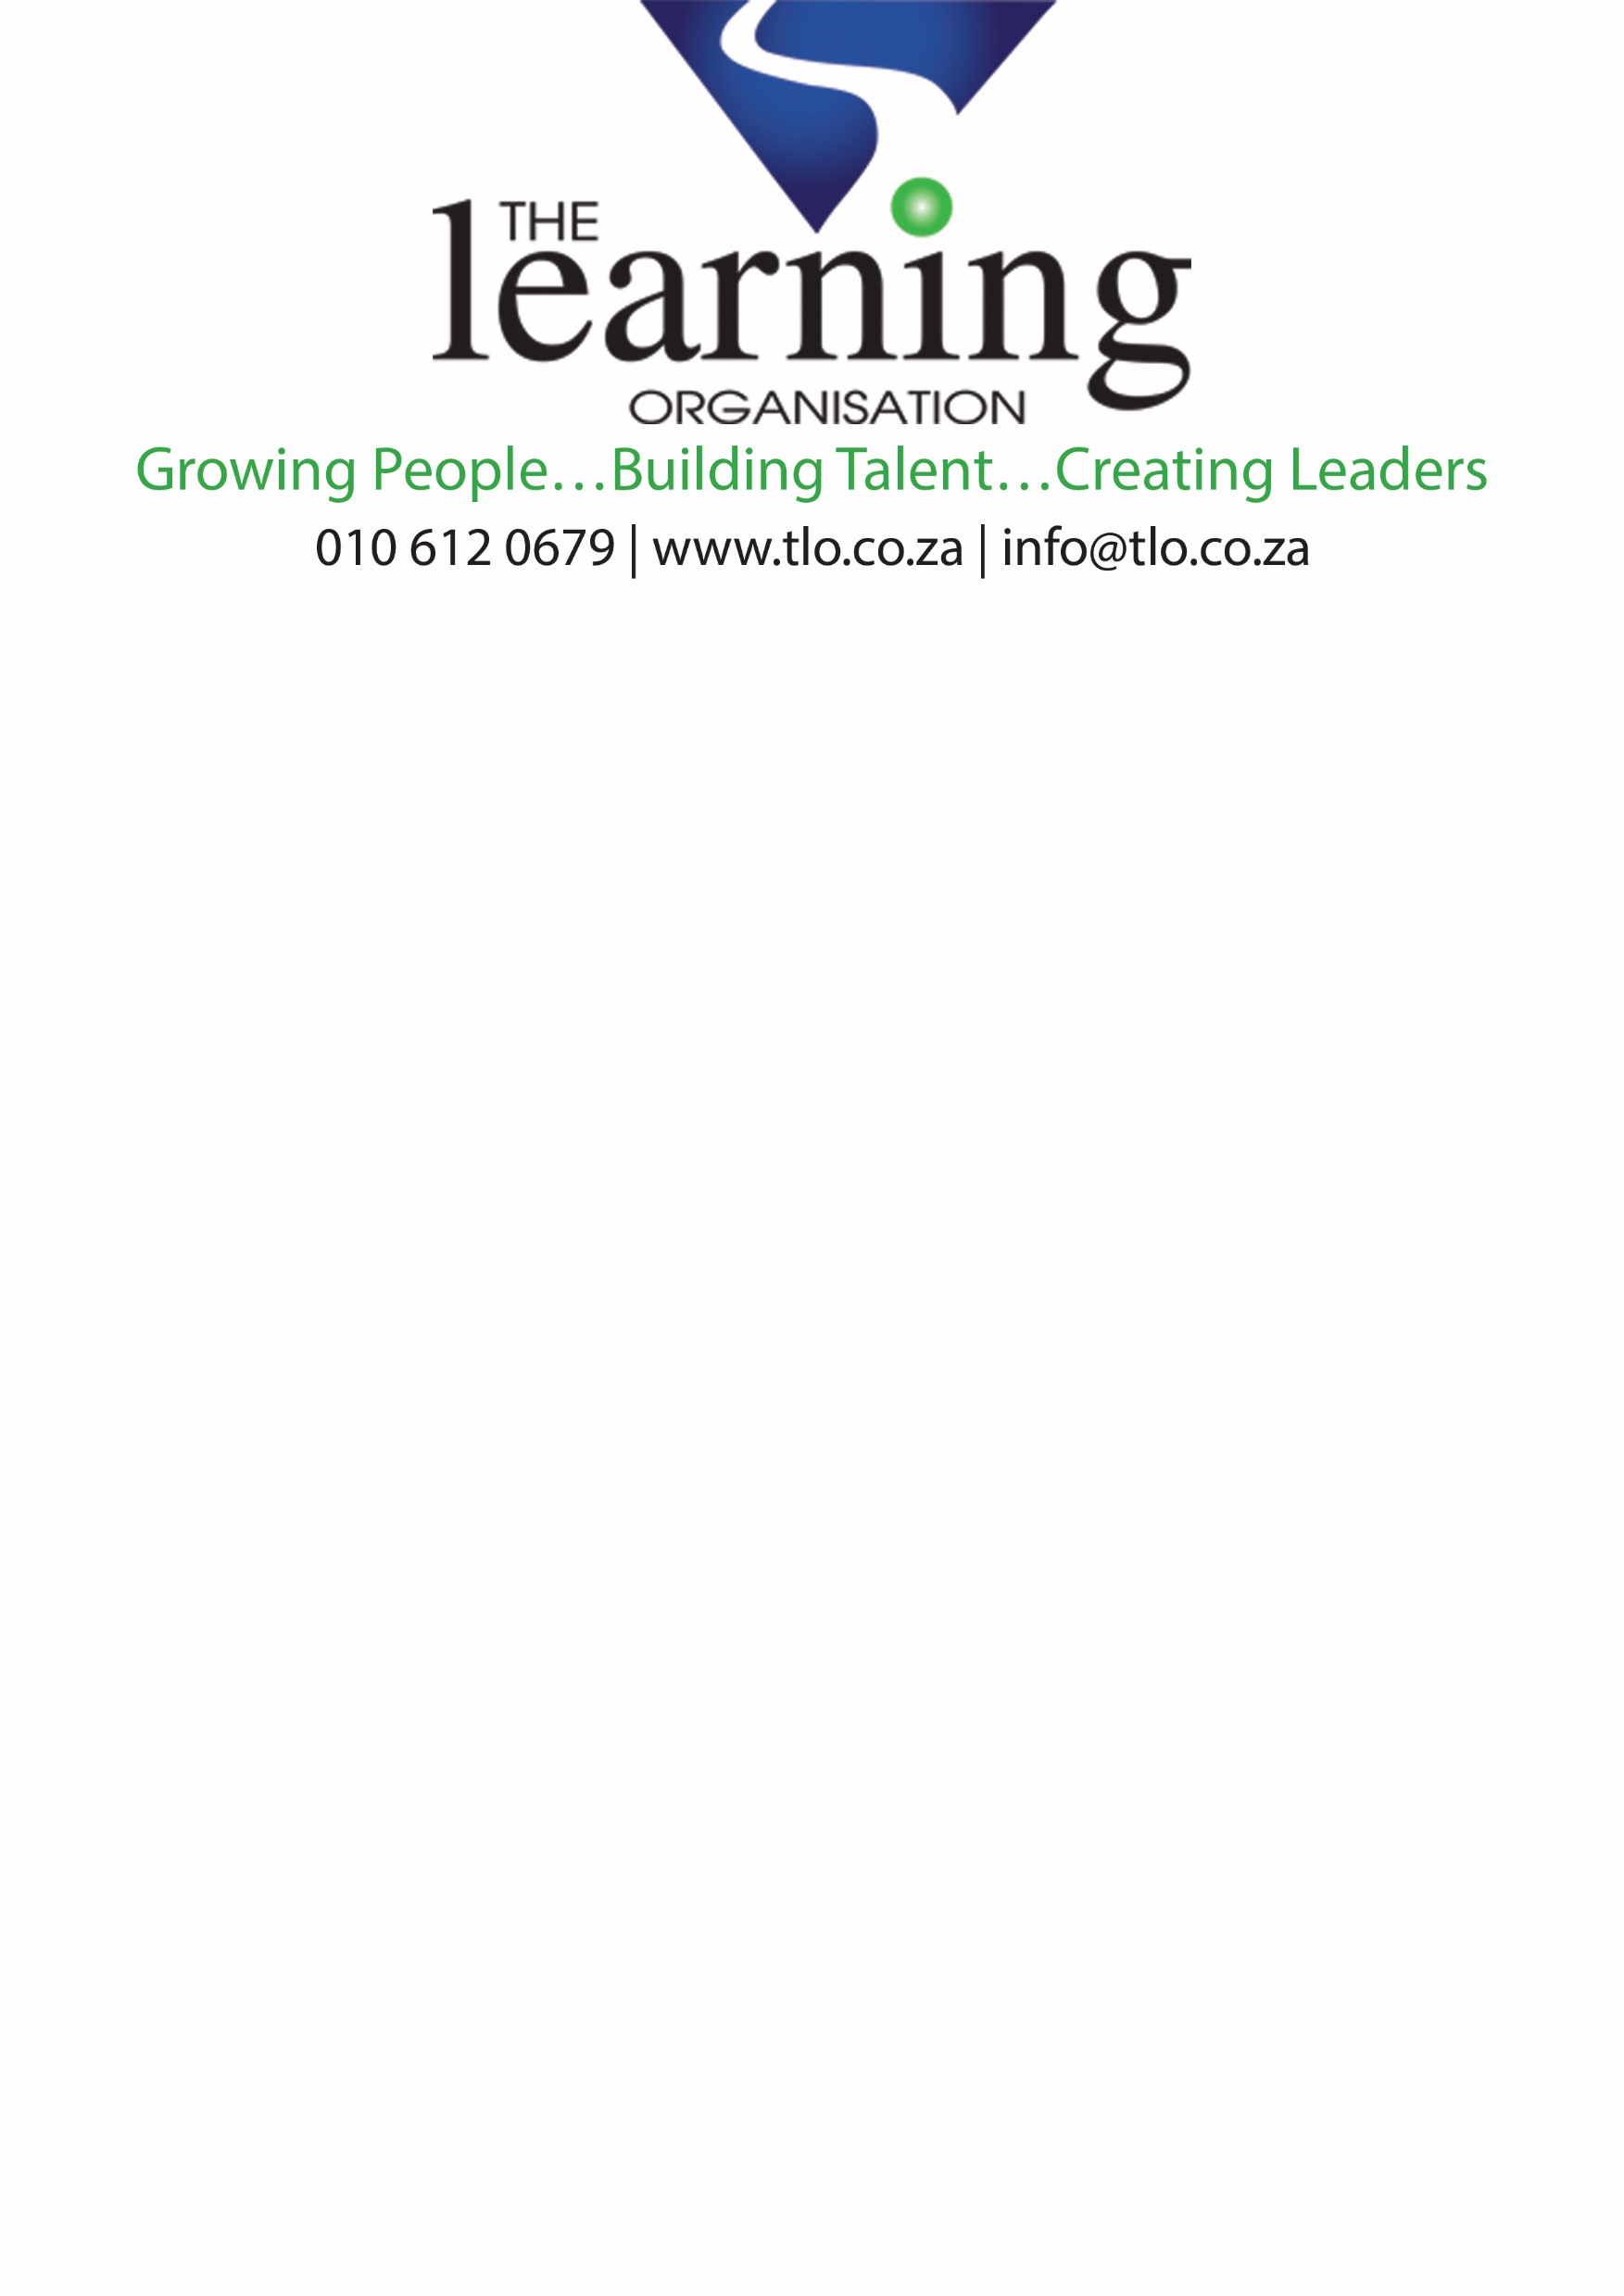 THE
learning
ORGANISATION
Growing People...Building Talent...Creating Leaders
010 612 0679 | www.tlo.co.za | info@tlo.co.za